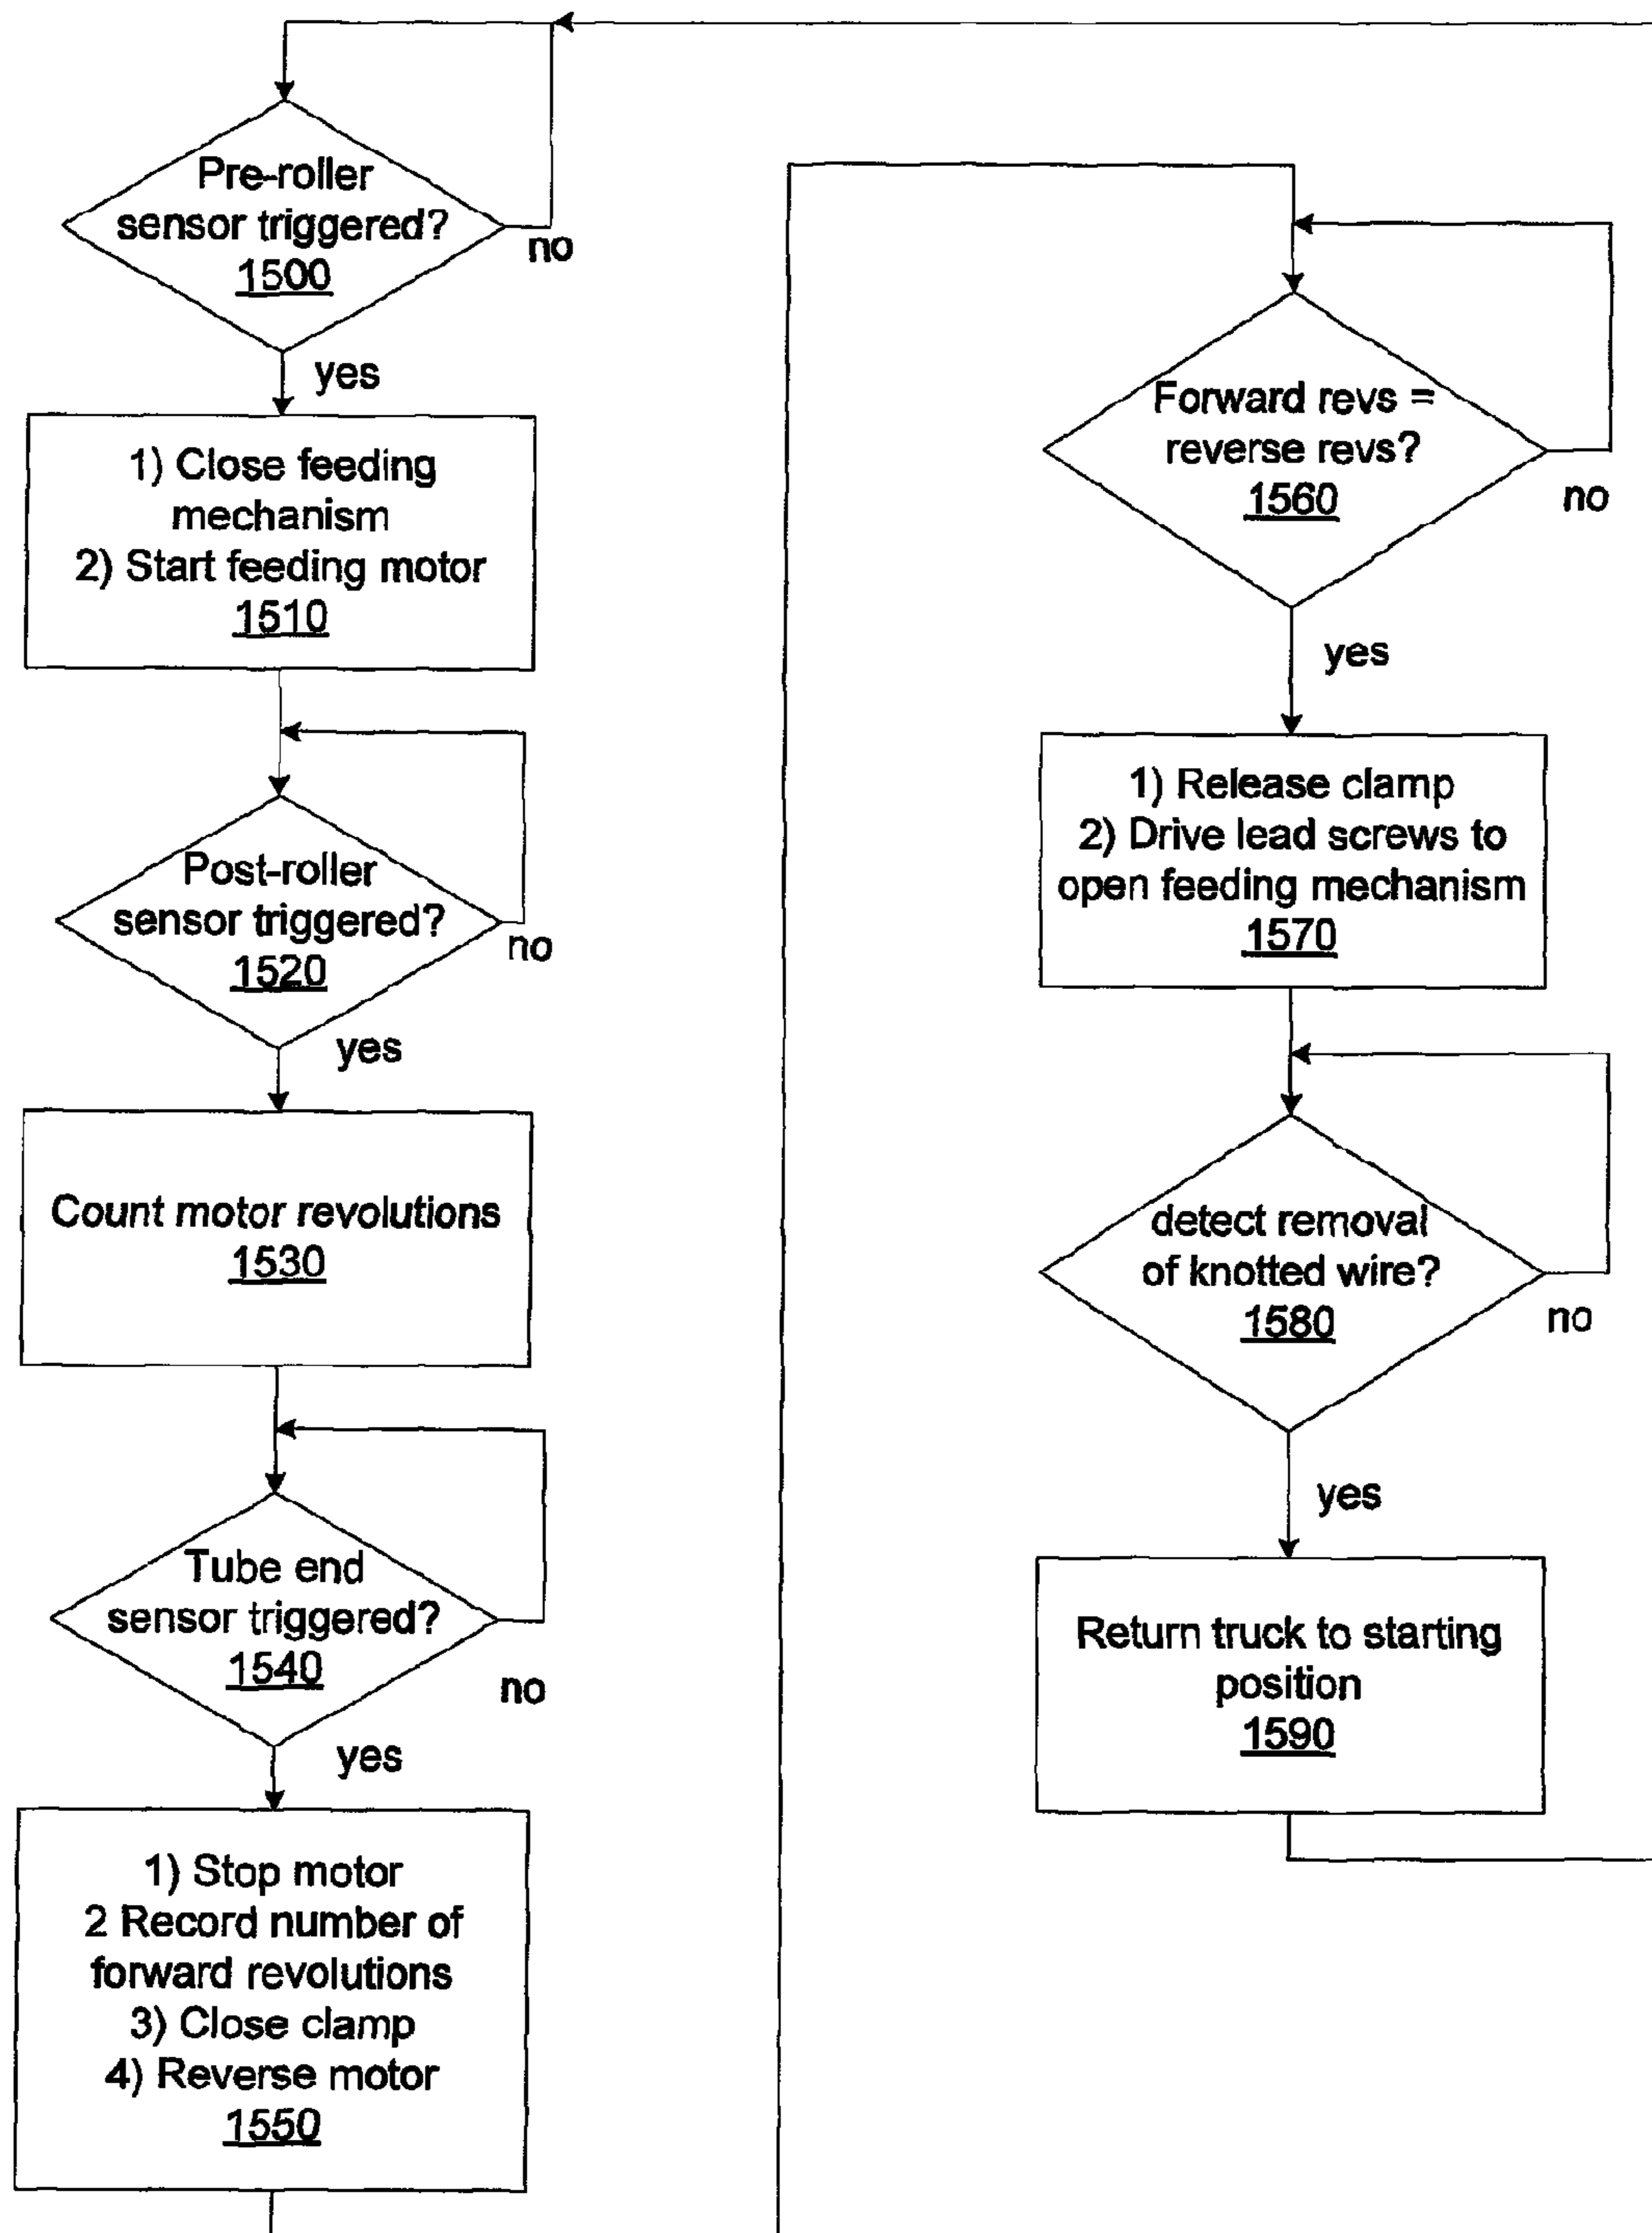 Pre-roller
sensor triggered?
1500
no
yes
1) Close feeding
mechanism
2) Start feeding motor
1510
Post-roller
sensor triggered?
1520
no
yes
Count motor revolutions
1530
Tube end
sensor triggered?
1540
no
yes
1) Stop motor
2 Record number of
forward revolutions
3) Close clamp
4) Reverse motor
1550
Forward revs =
reverse revs?
1560
no
yes
1) Release clamp
2) Drive lead screws to
open feeding mechanism
1570
detect removal
of knotted wire?
1580
no
yes
Return truck to starting
position
1590